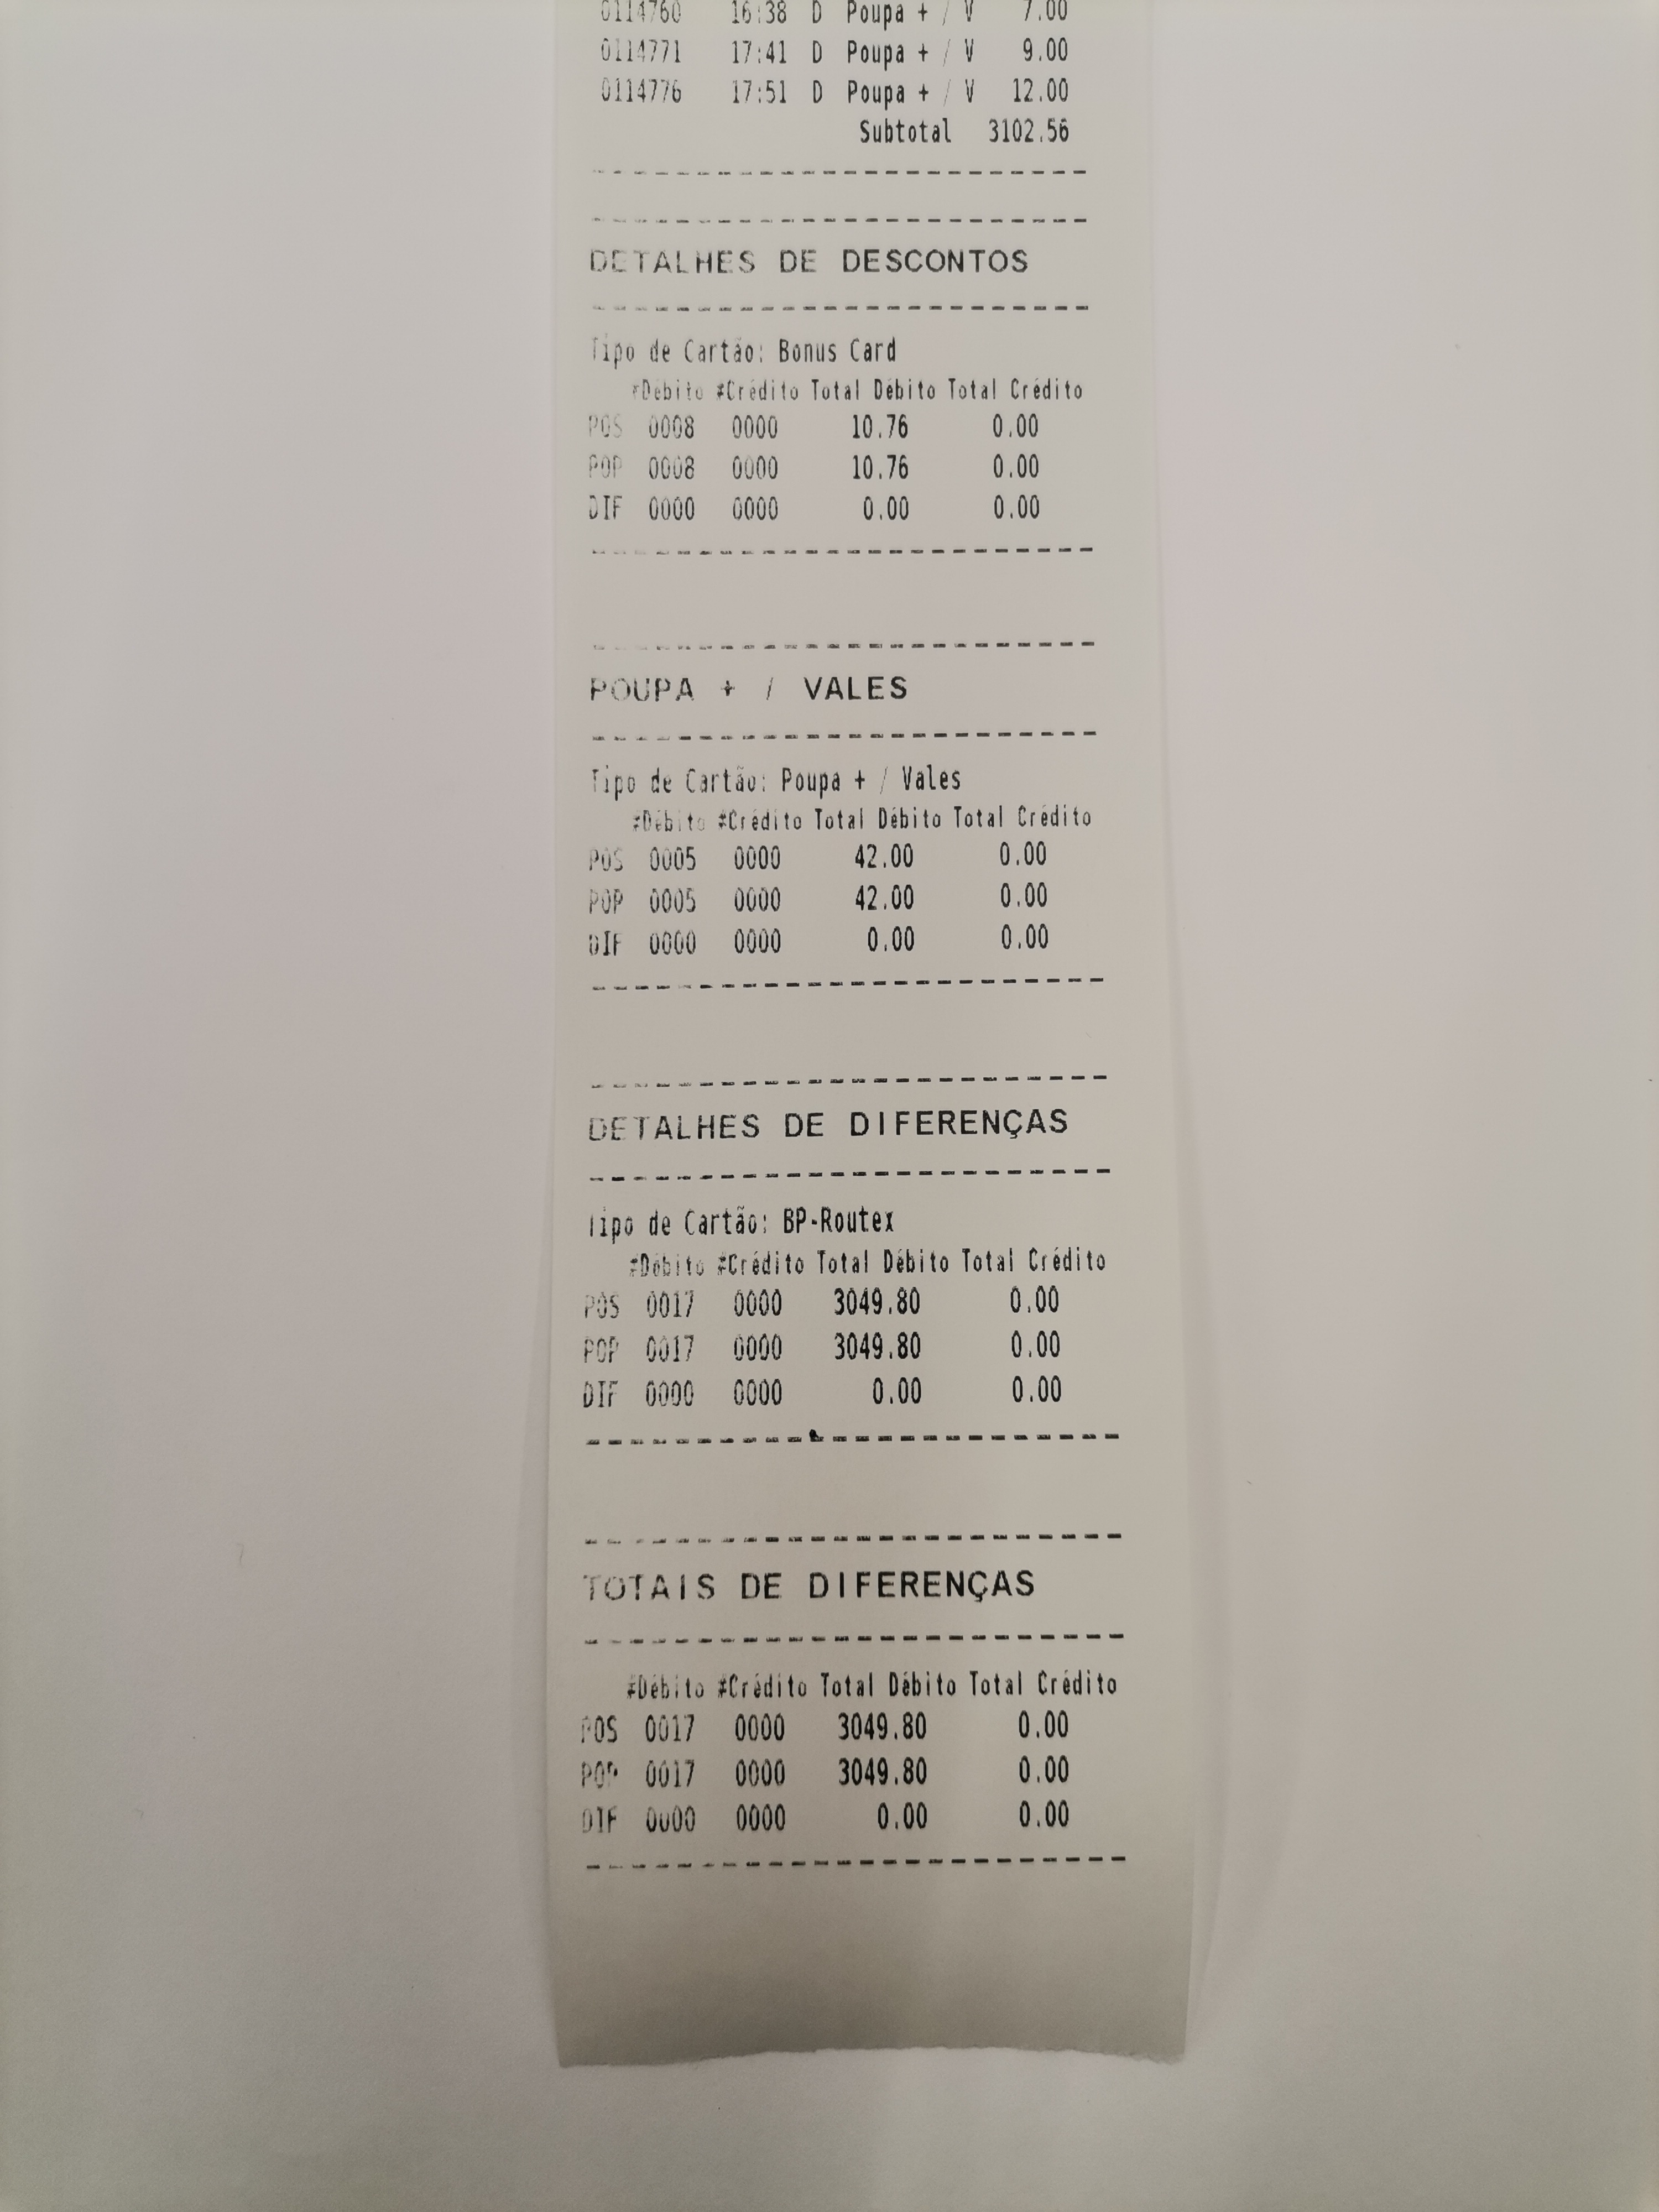 0114760 16:38 D Poupa + / V 7.00
0114771 17:41 D Poupa + / V 9.00
0114776 17:51 D Poupa + / V 12.00
Subtotal 3102.56
DETALHES DE DESCONTOS
Tipo de Cartão: Bonus Card
#Débito #Crédito Total Débito Total Crédito
POS 0008 0000 10.76 0.00
POP 0008 0000 10.76 0.00
DIF 0000 0000 0.00 0.00
POUPA + / VALES
Tipo de Cartão: Poupa + / Vales
#Débito #Crédito Total Débito Total Crédito
POS 0005 0000 42.00 0.00
POP 0005 0000 42.00 0.00
DIF 0000 0000 0.00 0.00
DETALHES DE DIFERENÇAS
Tipo de Cartão: BP-Routex
#Débito #Crédito Total Débito Total Crédito
POS 0017 0000 3049.80 0.00
POP 0017 0000 3049.80 0.00
DIF 0000 0000 0.00 0.00
TOTAIS DE DIFERENÇAS
#Débito #Crédito Total Débito Total Crédito
POS 0017 0000 3049.80 0.00
POP 0017 0000 3049.80 0.00
DIF 0000 0000 0.00 0.00